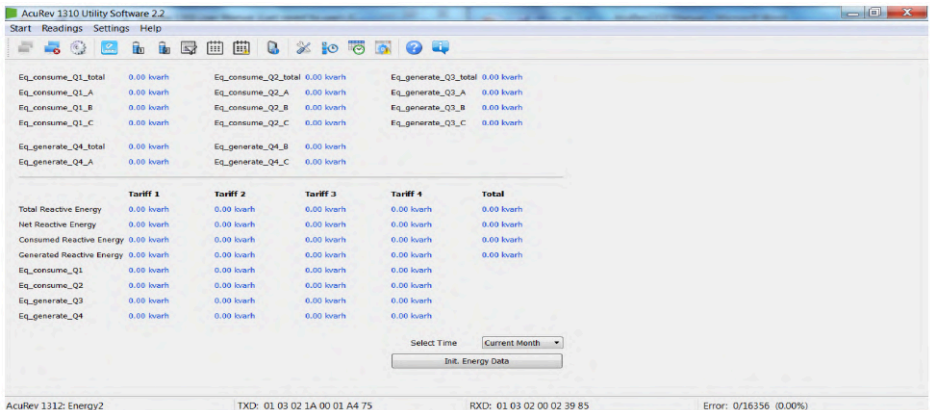 AcuRev 1310 Utility Software 2.2
Start Readings Settings Help
Eq_consume_Q1_total 0.00 kvarh Eq_consume_Q2_total 0.00 kvarh Eq_generate_Q3_total 0.00 kvarh
Eq_consume_Q1_A 0.00 kvarh Eq_consume_Q2_A 0.00 kvarh Eq_generate_Q3_A 0.00 kvarh
Eq_consume_Q1_B 0.00 kvarh Eq_consume_Q2_B 0.00 kvarh Eq_generate_Q3_B 0.00 kvarh
Eq_consume_Q1_C 0.00 kvarh Eq_consume_Q2_C 0.00 kvarh Eq_generate_Q3_C 0.00 kvarh
Eq_generate_Q4_total 0.00 kvarh Eq_generate_Q4_B 0.00 kvarh
Eq_generate_Q4_A 0.00 kvarh Eq_generate_Q4_C 0.00 kvarh
Tariff 1 Tariff 2 Tariff 3 Tariff 4 Total
Total Reactive Energy 0.00 kvarh 0.00 kvarh 0.00 kvarh 0.00 kvarh 0.00 kvarh
Net Reactive Energy 0.00 kvarh 0.00 kvarh 0.00 kvarh 0.00 kvarh 0.00 kvarh
Consumed Reactive Energy 0.00 kvarh 0.00 kvarh 0.00 kvarh 0.00 kvarh 0.00 kvarh
Generated Reactive Energy 0.00 kvarh 0.00 kvarh 0.00 kvarh 0.00 kvarh 0.00 kvarh
Eq_consume_Q1 0.00 kvarh 0.00 kvarh 0.00 kvarh 0.00 kvarh
Eq_consume_Q2 0.00 kvarh 0.00 kvarh 0.00 kvarh 0.00 kvarh
Eq_generate_Q3 0.00 kvarh 0.00 kvarh 0.00 kvarh 0.00 kvarh
Eq_generate_Q4 0.00 kvarh 0.00 kvarh 0.00 kvarh 0.00 kvarh
Select Time Current Month
Init. Energy Data
AcuRev 1312: Energy2 TXD: 01 03 02 1A 00 01 A4 75 RXD: 01 03 02 00 02 39 85 Error: 0/16356 (0.00%)